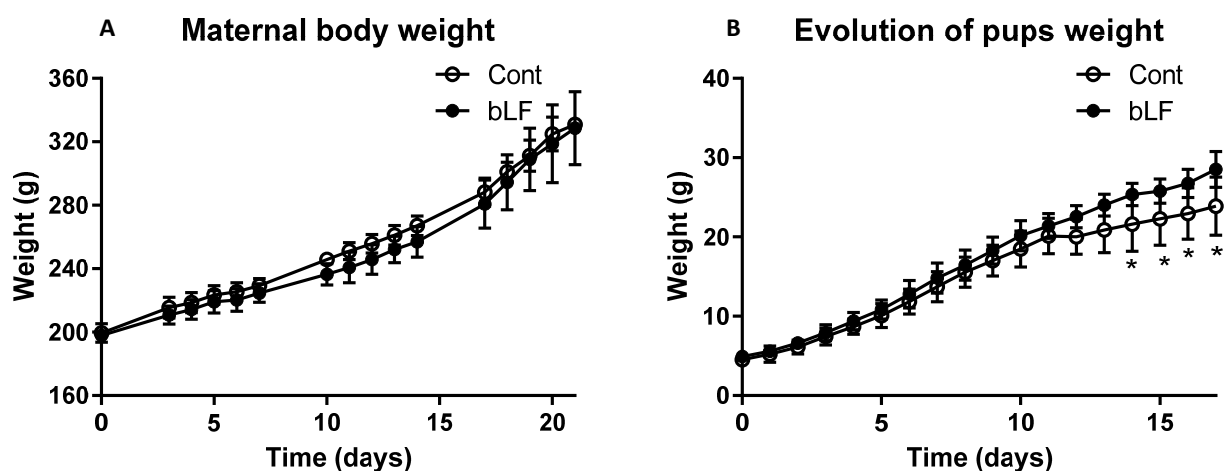 A Maternal body weight
Cont
bLF
360
320
280
240
200
160
Weight (g)
0 5 10 15 20
Time (days)
B Evolution of pups weight
Cont
bLF
40
30
20
10
0
Weight (g)
* * * *
0 5 10 15
Time (days)